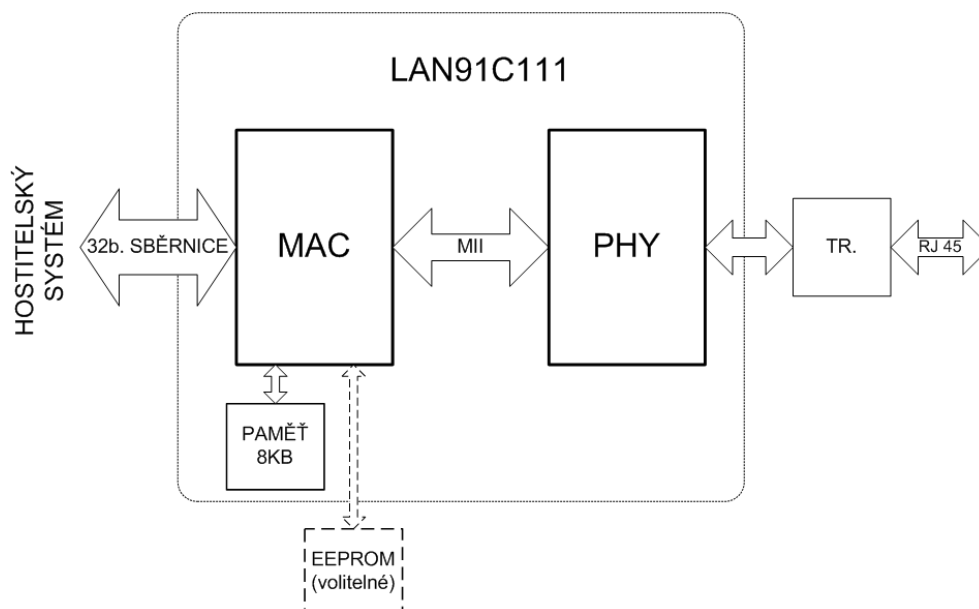 LAN91C111
HOSTITELSKÝ
SYSTÉM
32b. SBĚRNICE
MAC
MII
PHY
TR.
RJ 45
PAMĚŤ
8KB
EEPROM
(volitelné)